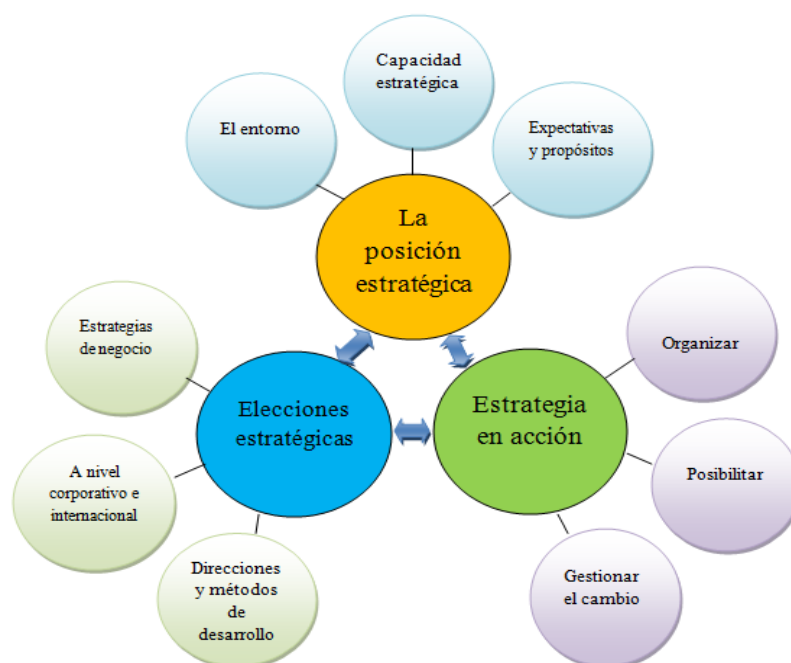 Capacidad
estratégica
El entorno
Expectativas
y propósitos
La
posición
estratégica
Estrategias
de negocio
Organizar
Elecciones
estratégicas
Estrategia
en acción
A nivel
corporativo e
internacional
Posibilitar
Direcciones
y métodos
de
desarrollo
Gestionar
el cambio